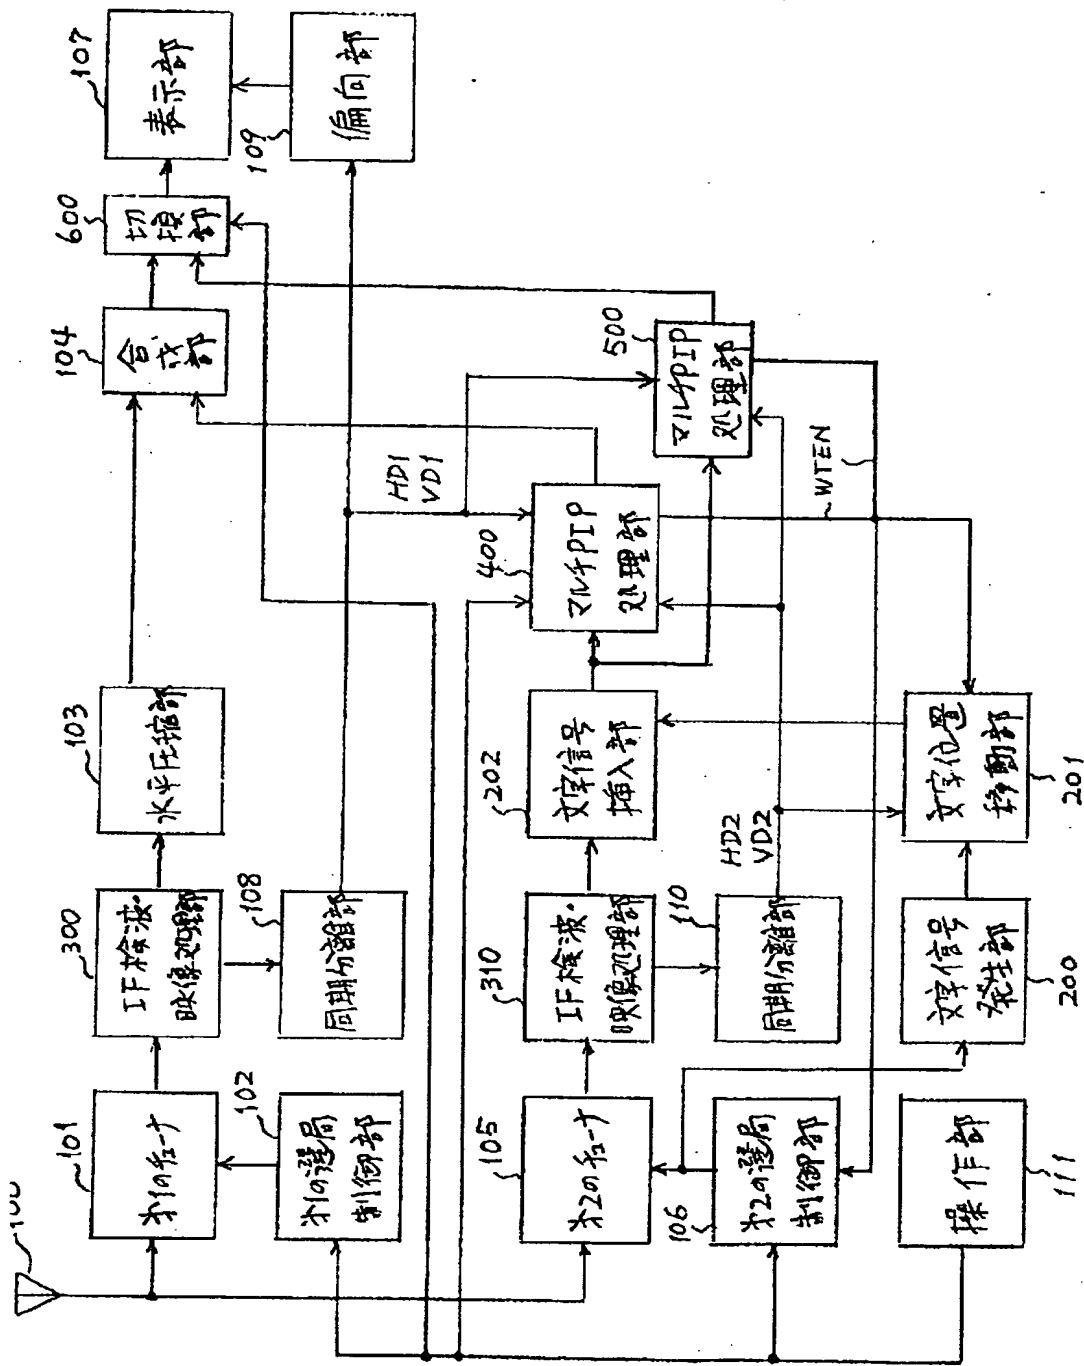 101
第1のチューナ
300
IF検波・
映像処理部
103
水平圧縮部
104
合成部
600
切換部
107
表示部
102
第1の選局
制御部
108
同期分離部
109
偏向部
HD1
VD1
105
第2のチューナ
310
IF検波・
映像処理部
202
文字信号
挿入部
400
マルチPIP
処理部
500
マルチPIP
処理部
106
第2の選局
制御部
110
同期分離部
HD2
VD2
WTEN
操作部
111
文字信号
発生部
200
文字位置
移動部
201